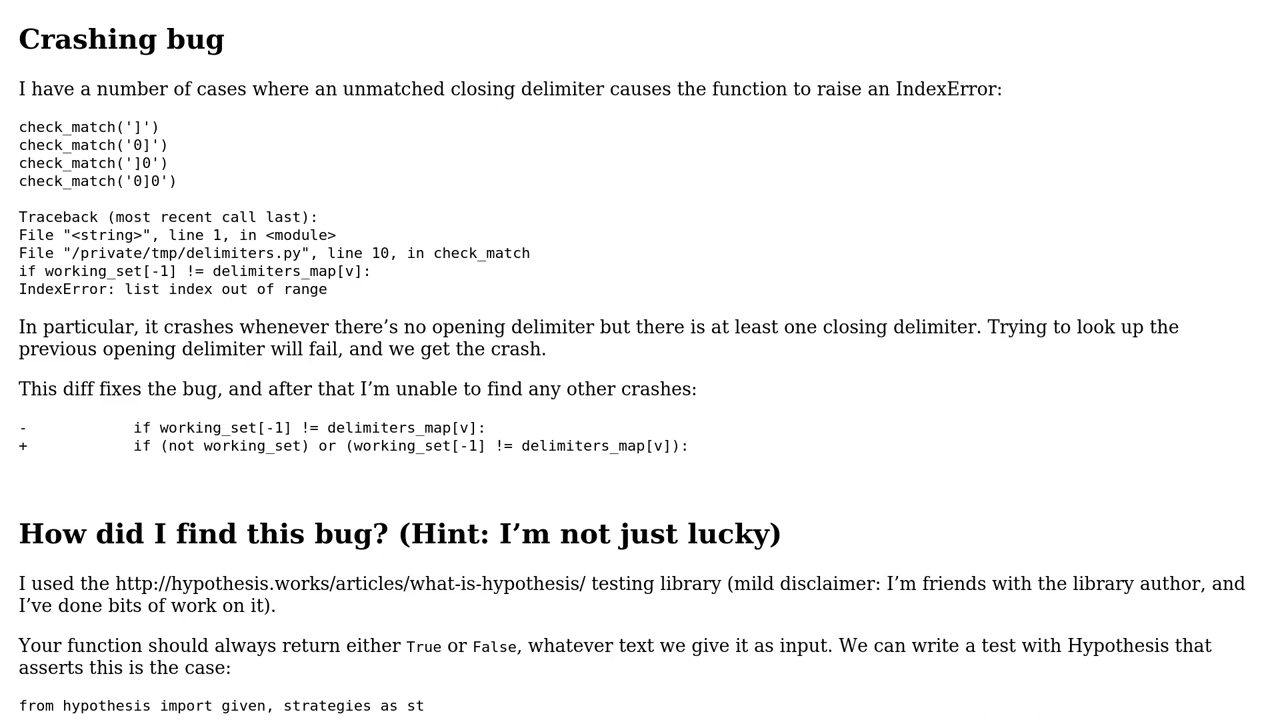 Crashing bug
I have a number of cases where an unmatched closing delimiter causes the function to raise an IndexError:
check_match(']')
check_match('0]')
check_match(']0')
check_match('0]0')
Traceback (most recent call last):
File "<string>", line 1, in <module>
File "/private/tmp/delimiters.py", line 10, in check_match
if working_set[-1] != delimiters_map[v]:
IndexError: list index out of range
In particular, it crashes whenever there’s no opening delimiter but there is at least one closing delimiter. Trying to look up the
previous opening delimiter will fail, and we get the crash.
This diff fixes the bug, and after that I’m unable to find any other crashes:
-            if working_set[-1] != delimiters_map[v]:
+            if (not working_set) or (working_set[-1] != delimiters_map[v]):
How did I find this bug? (Hint: I’m not just lucky)
I used the http://hypothesis.works/articles/what-is-hypothesis/ testing library (mild disclaimer: I’m friends with the library author, and
I’ve done bits of work on it).
Your function should always return either True or False, whatever text we give it as input. We can write a test with Hypothesis that
asserts this is the case:
from hypothesis import given, strategies as st